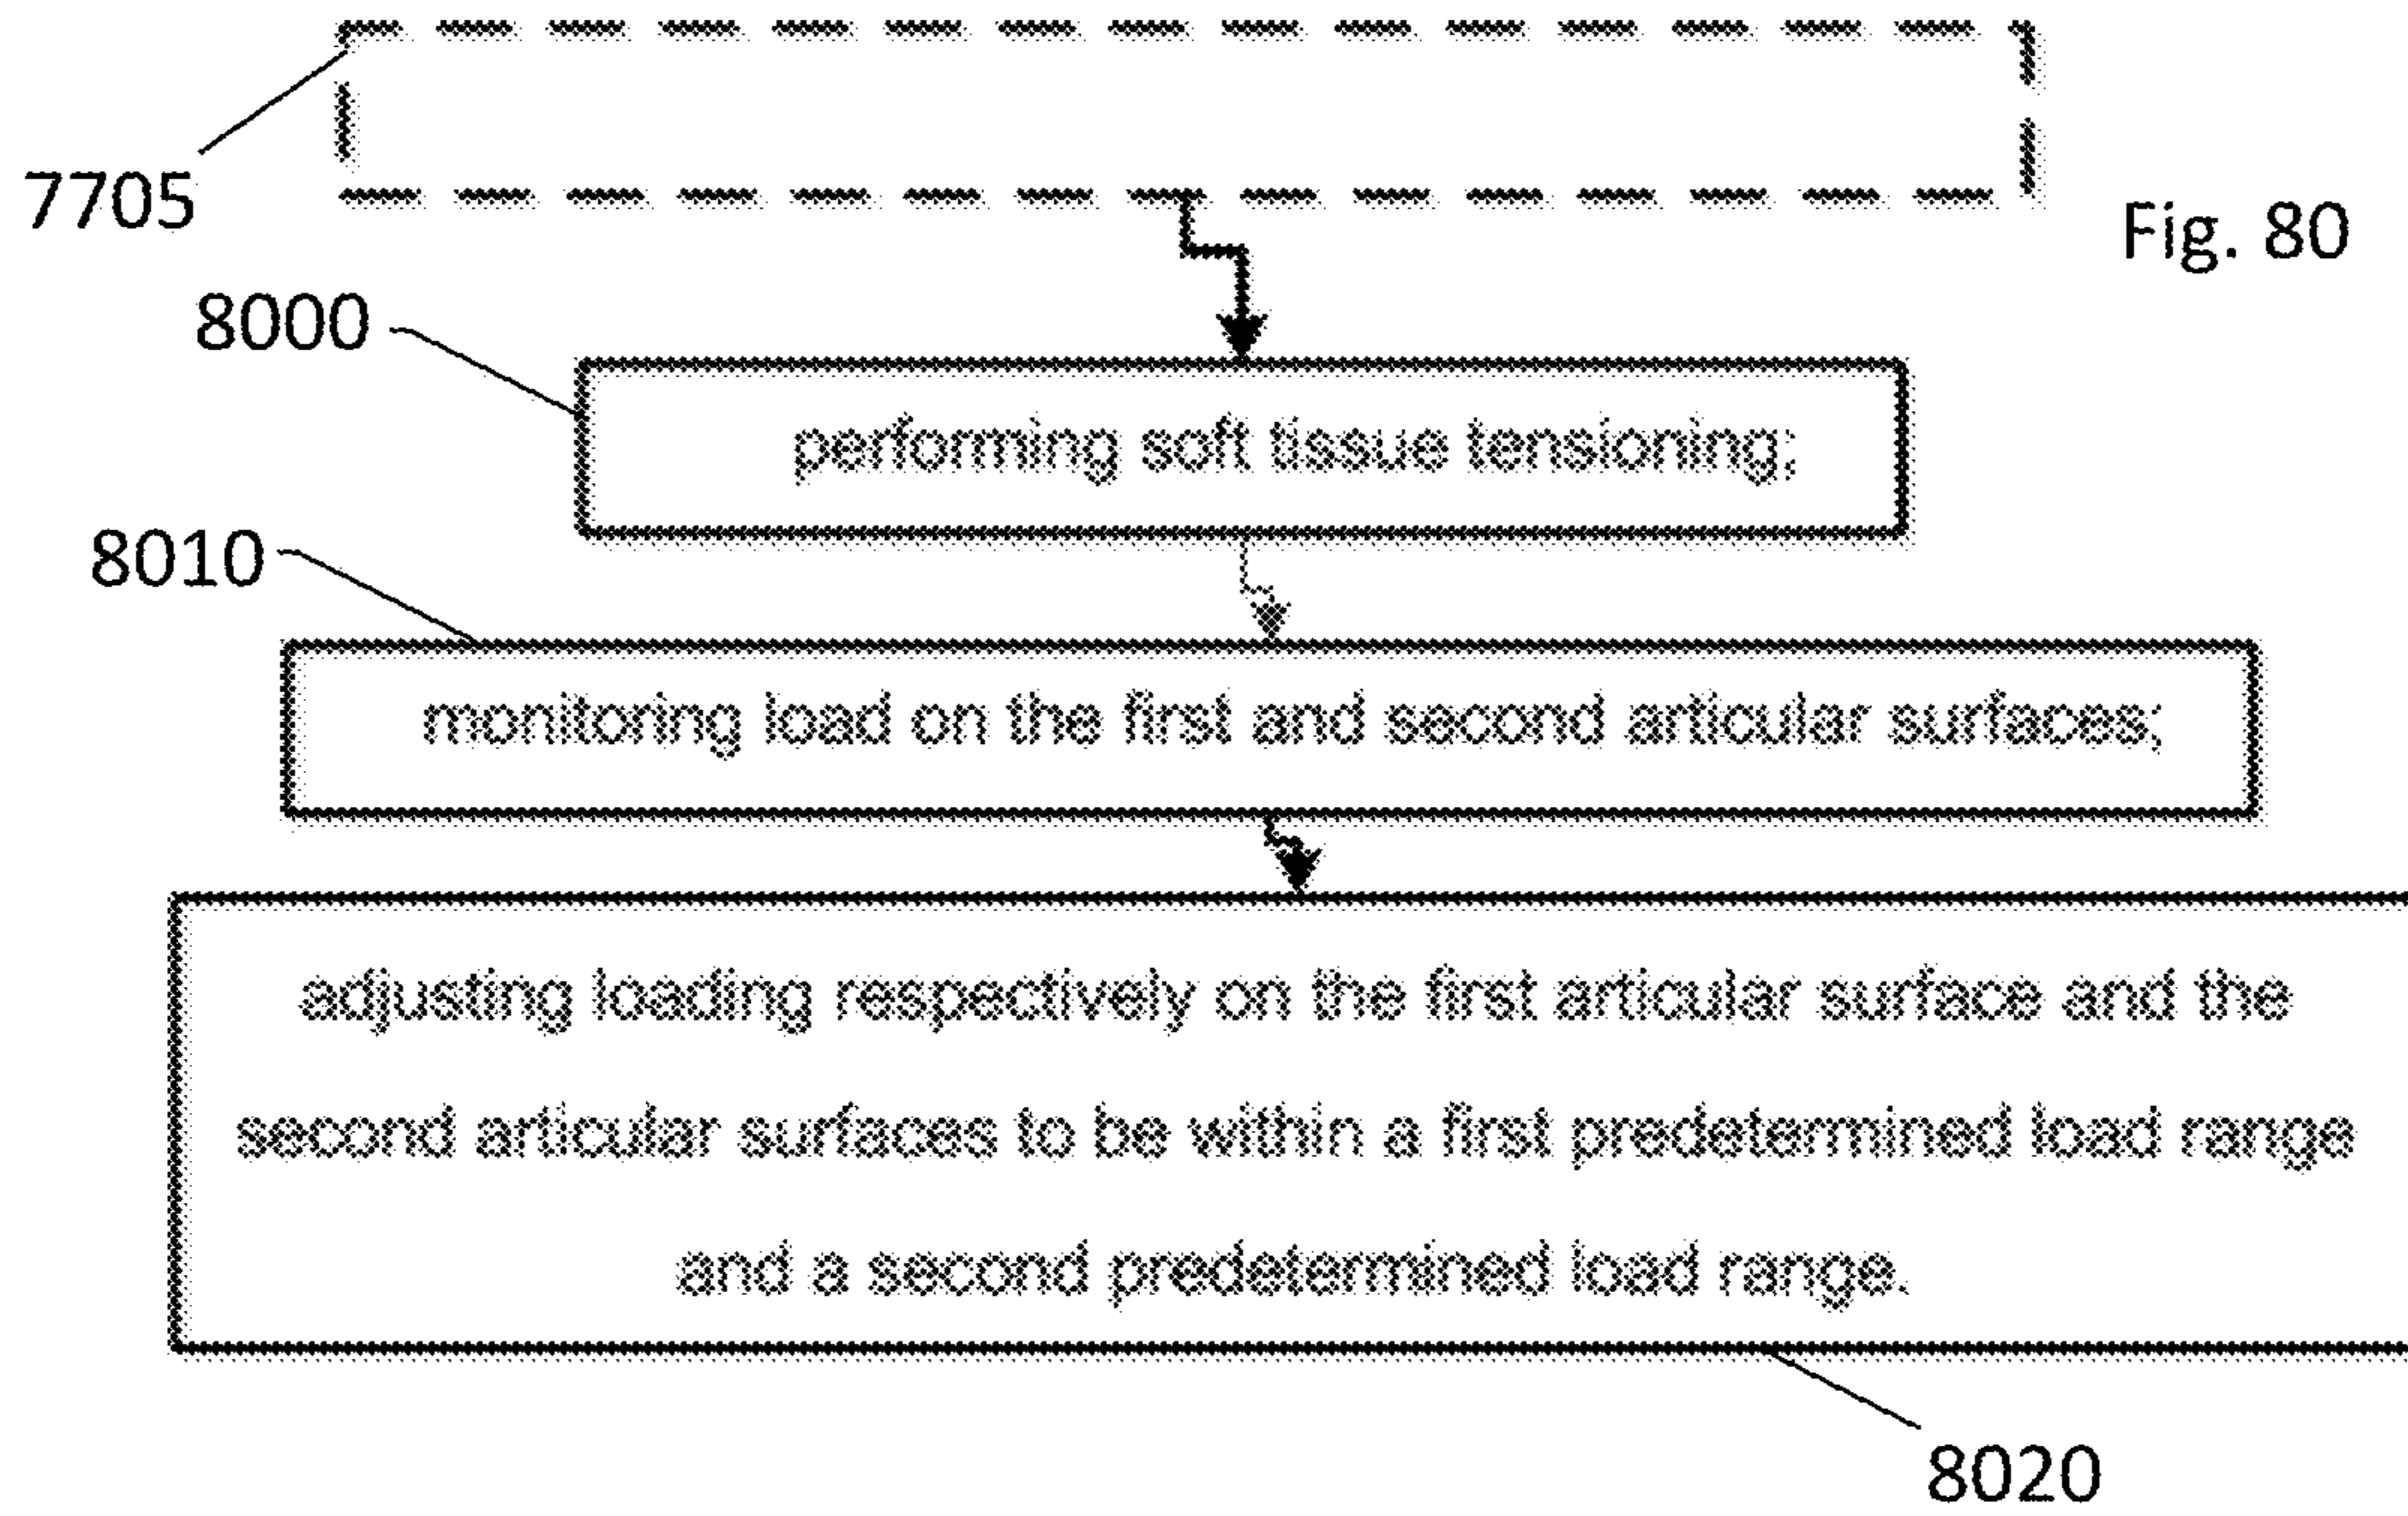 7705
Fig. 80
8000
performing soft tissue tensioning;
8010
monitoring load on the first and second articular surfaces;
adjusting loading respectively on the first articular surface and the
second articular surfaces to be within a first predetermined load range
and a second predetermined load range.
8020